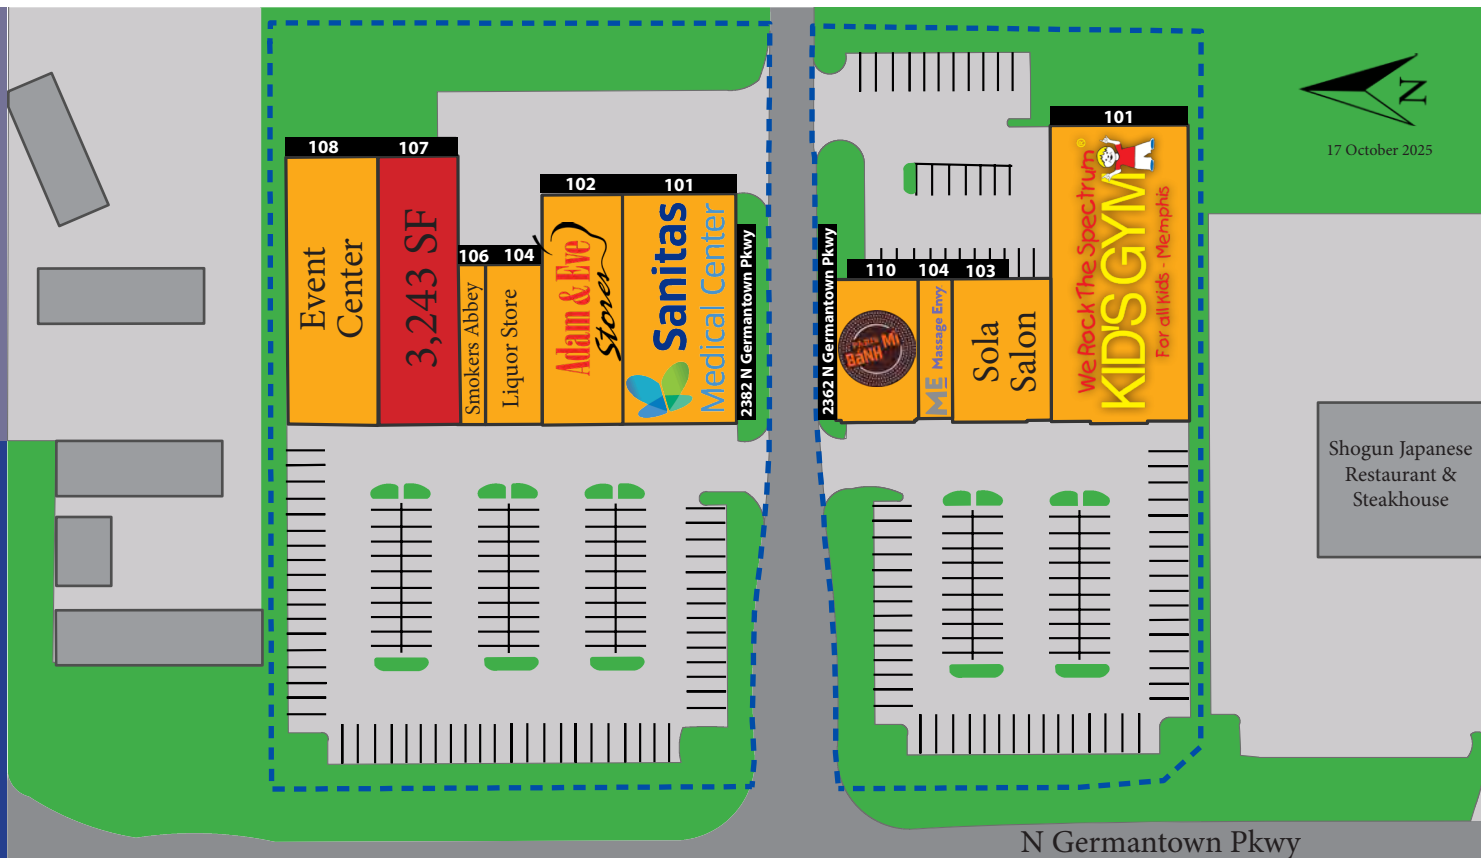 N
17 October 2025
108
107
Event
Center
3,243 SF
106
104
Smokers Abbey
Liquor Store
102
101
Adam & Eve
Stores
Sanitas
Medical Center
2382 N Germantown Pkwy
2362 N Germantown Pkwy
110
104
103
PARIS
BaNH Mì
ME Massage Envy
Sola
Salon
101
We Rock The Spectrum®
KID'S GYM
For all Kids - Memphis
Shogun Japanese
Restaurant &
Steakhouse
N Germantown Pkwy